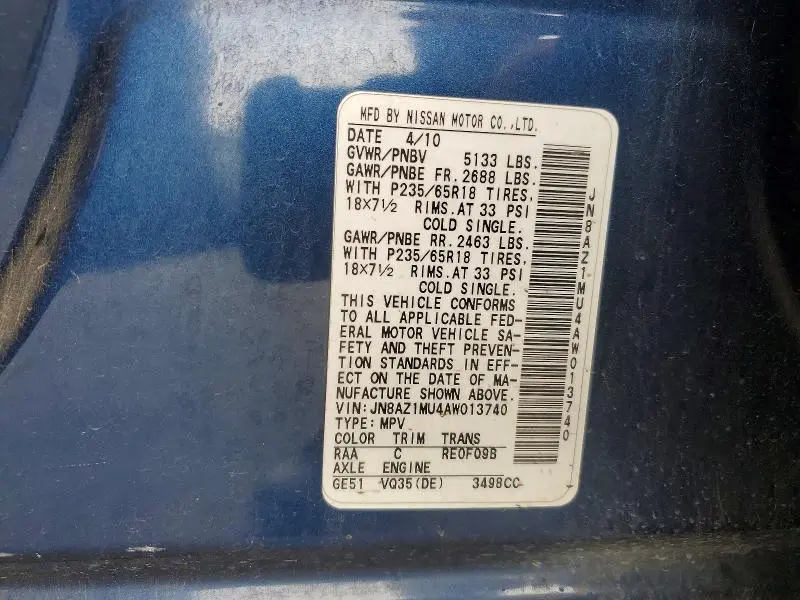 MFD BY NISSAN MOTOR CO.,LTD.
DATE 4/10
GVWR/PNBV 5133 LBS.
GAWR/PNBE FR. 2688 LBS.
WITH P235/65R18 TIRES,
18×7½ RIMS.AT 33 PSI
COLD SINGLE.
GAWR/PNBE RR. 2463 LBS.
WITH P235/65R18 TIRES,
18×7½ RIMS.AT 33 PSI
COLD SINGLE.
THIS VEHICLE CONFORMS
TO ALL APPLICABLE FED-
ERAL MOTOR VEHICLE SA-
FETY AND THEFT PREVEN-
TION STANDARDS IN EFF-
ECT ON THE DATE OF MA-
NUFACTURE SHOWN ABOVE.
VIN:JN8AZ1MU4AW013740
TYPE:MPV
COLOR TRIM TRANS
RAA C RE0F09B
AXLE ENGINE
GE51 VQ35(DE) 3498CC
JN8AZ1MU4AW013740